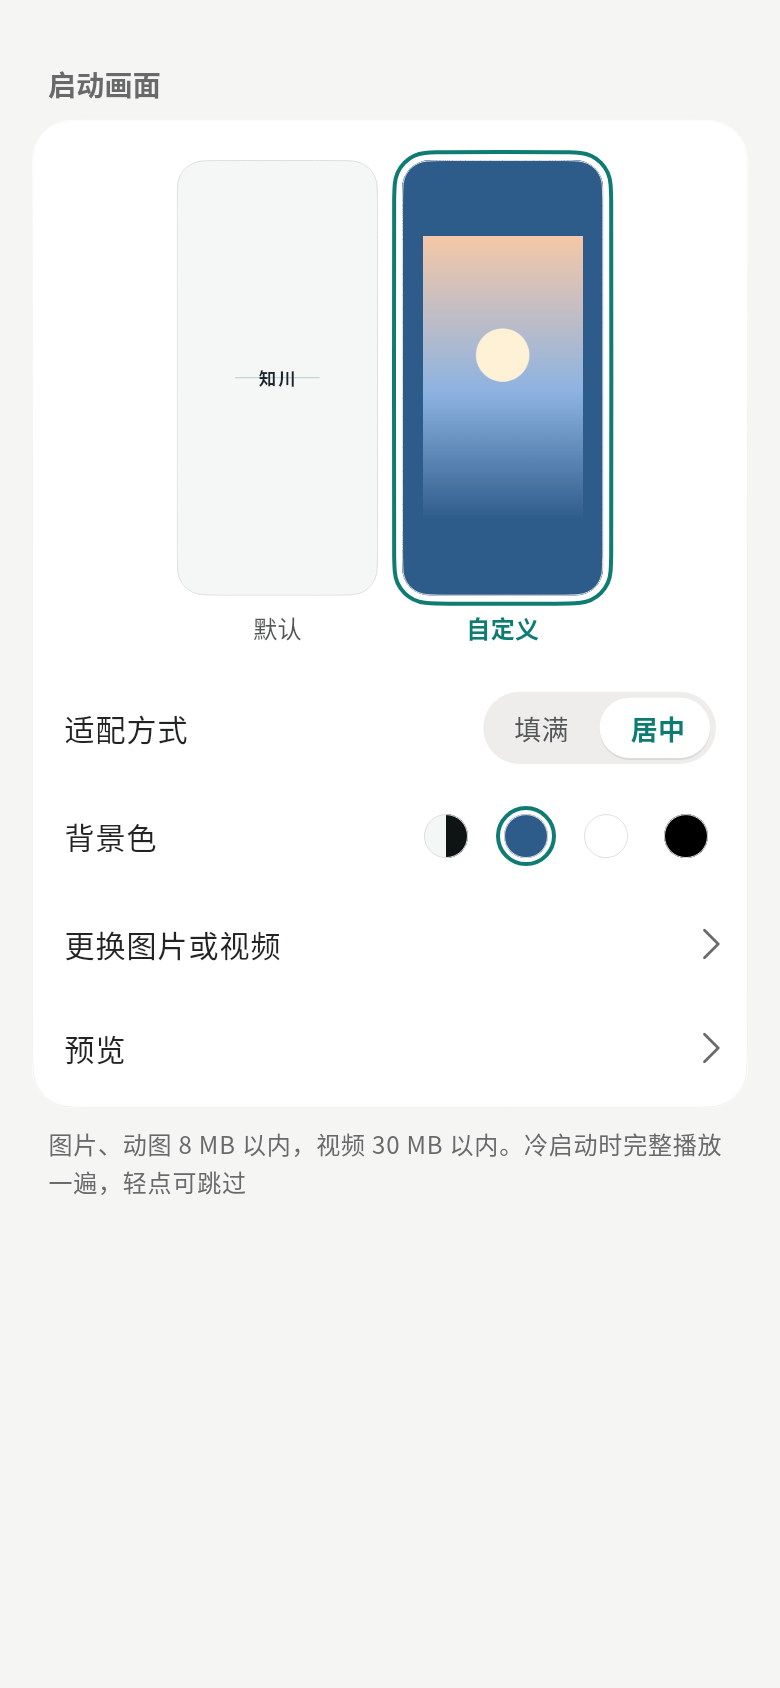 启动画面
知川
默认
自定义
适配方式
填满
居中
背景色
更换图片或视频
预览
图片、动图 8 MB 以内，视频 30 MB 以内。冷启动时完整播放
一遍，轻点可跳过